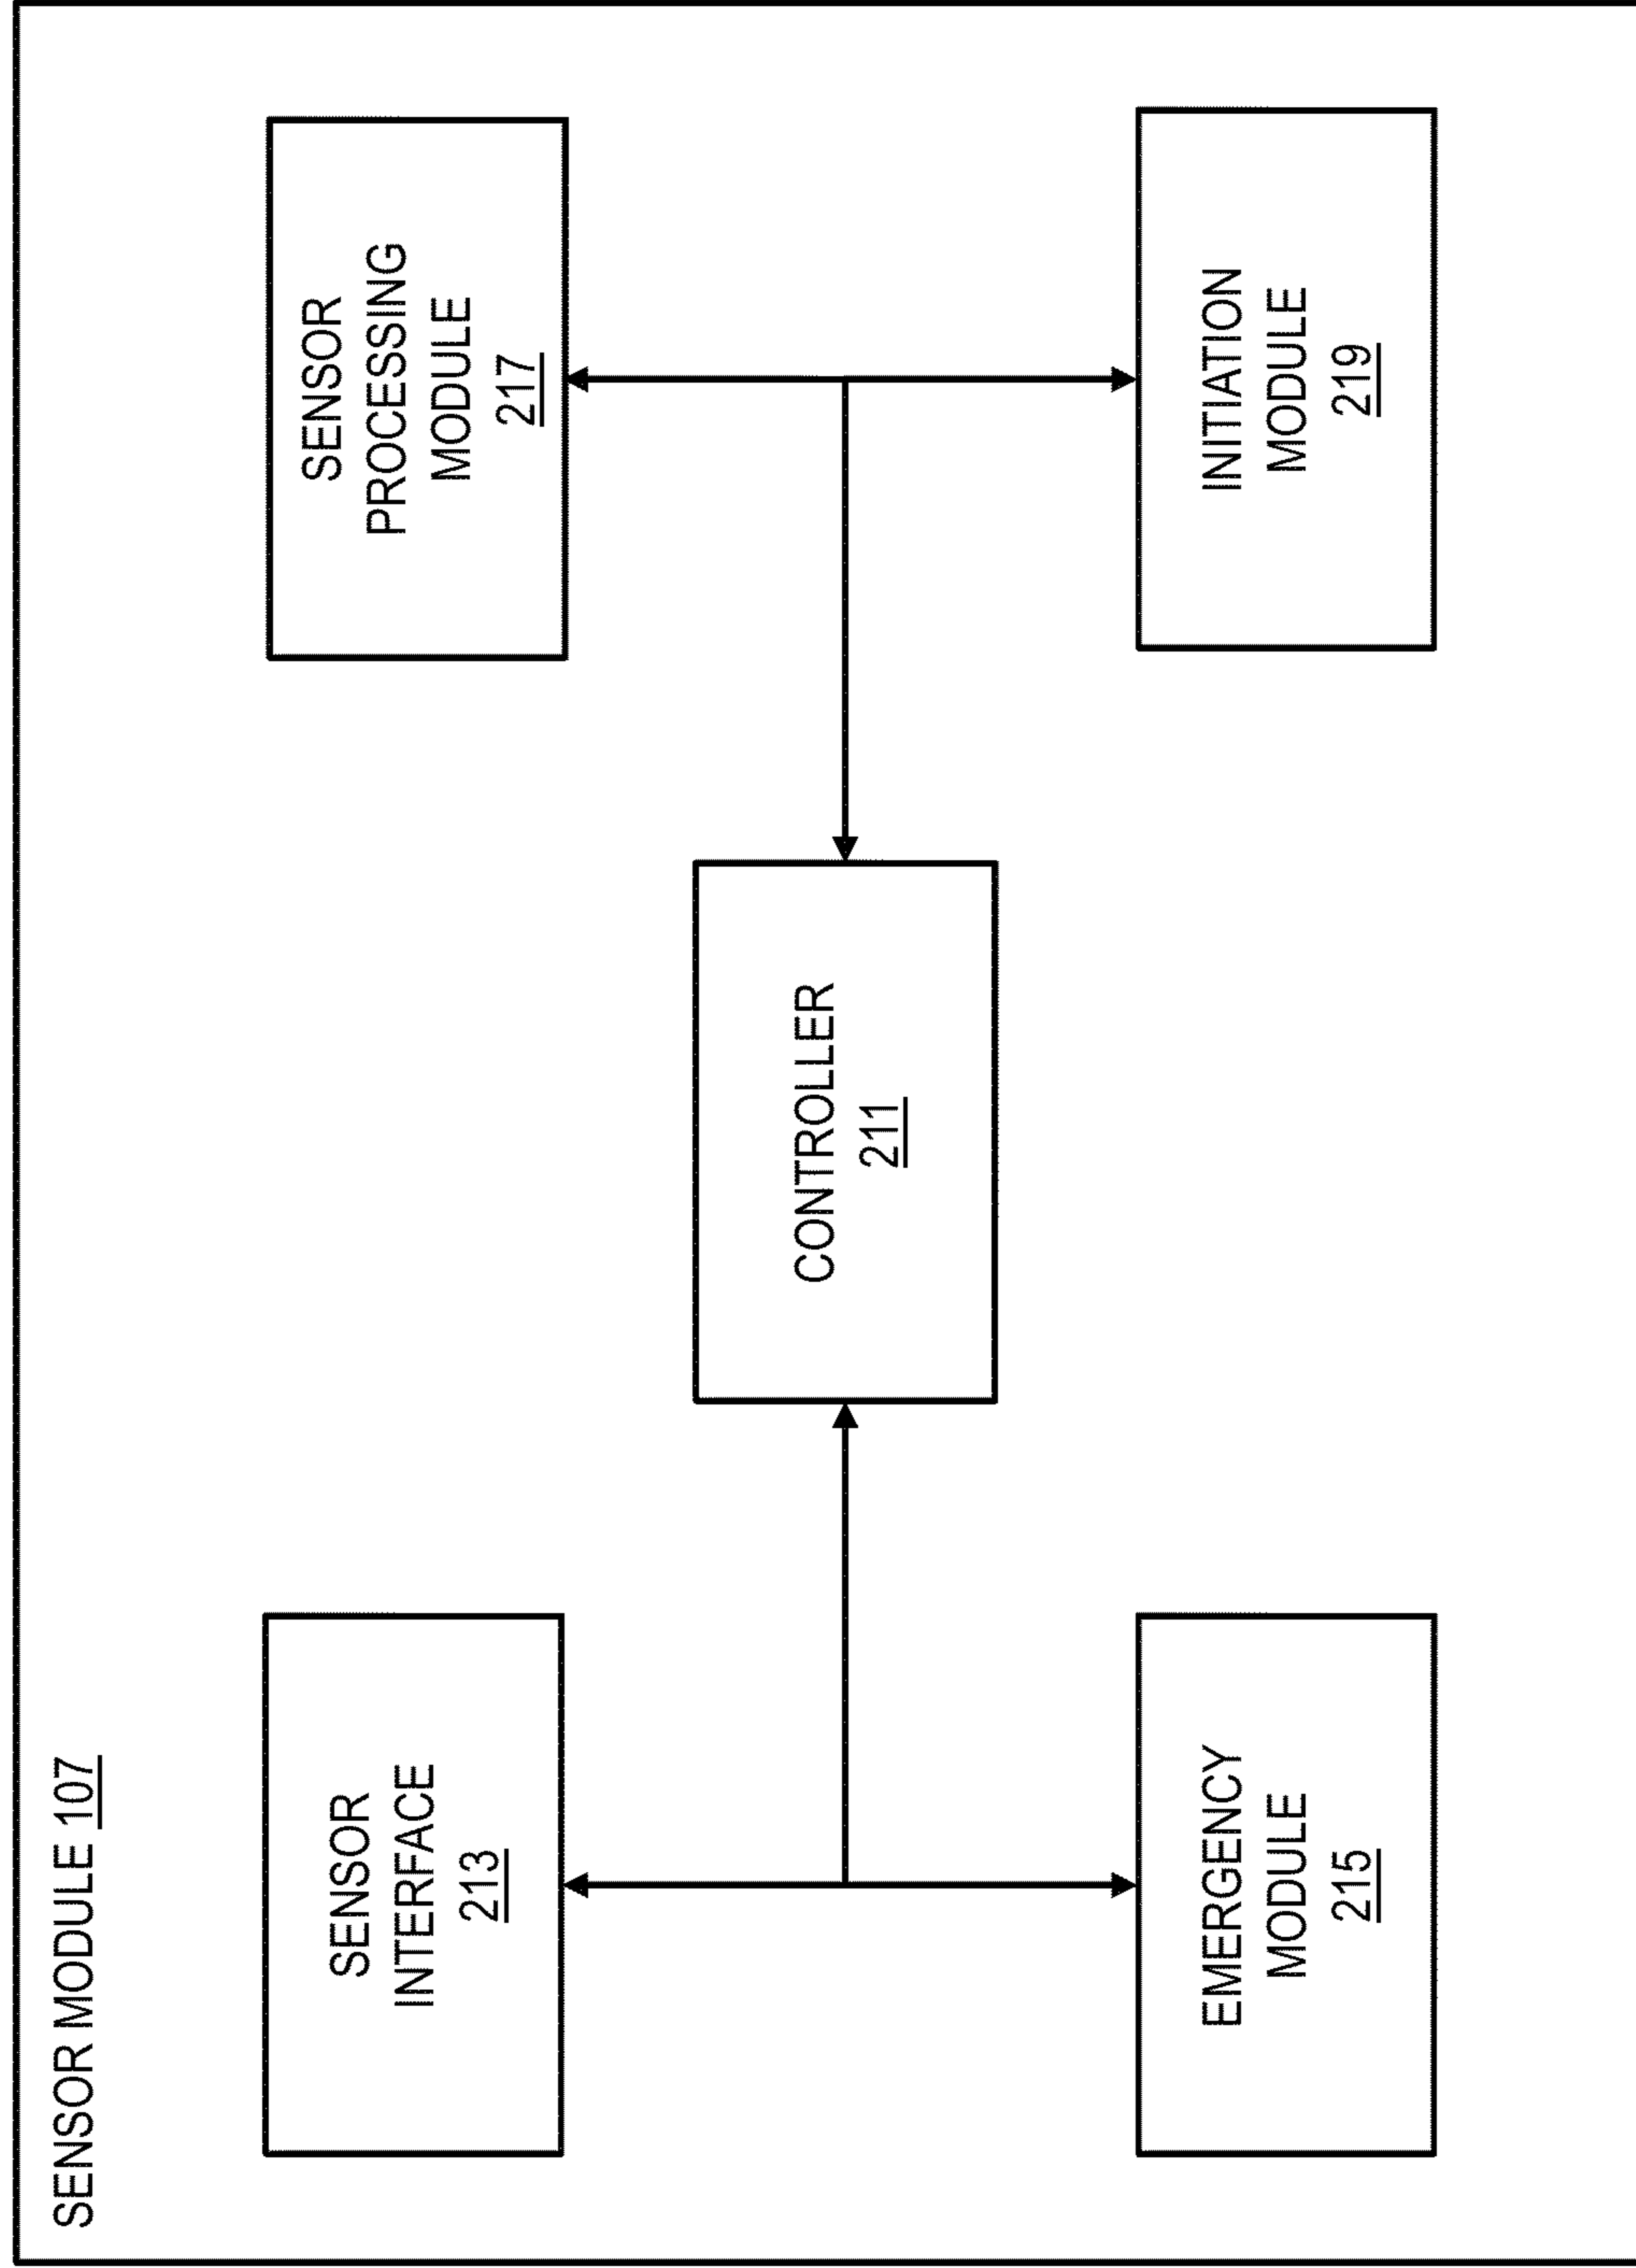 SENSOR MODULE 107
SENSOR
INTERFACE
213
SENSOR
PROCESSING
MODULE
217
CONTROLLER
211
EMERGENCY
MODULE
215
INITIATION
MODULE
219